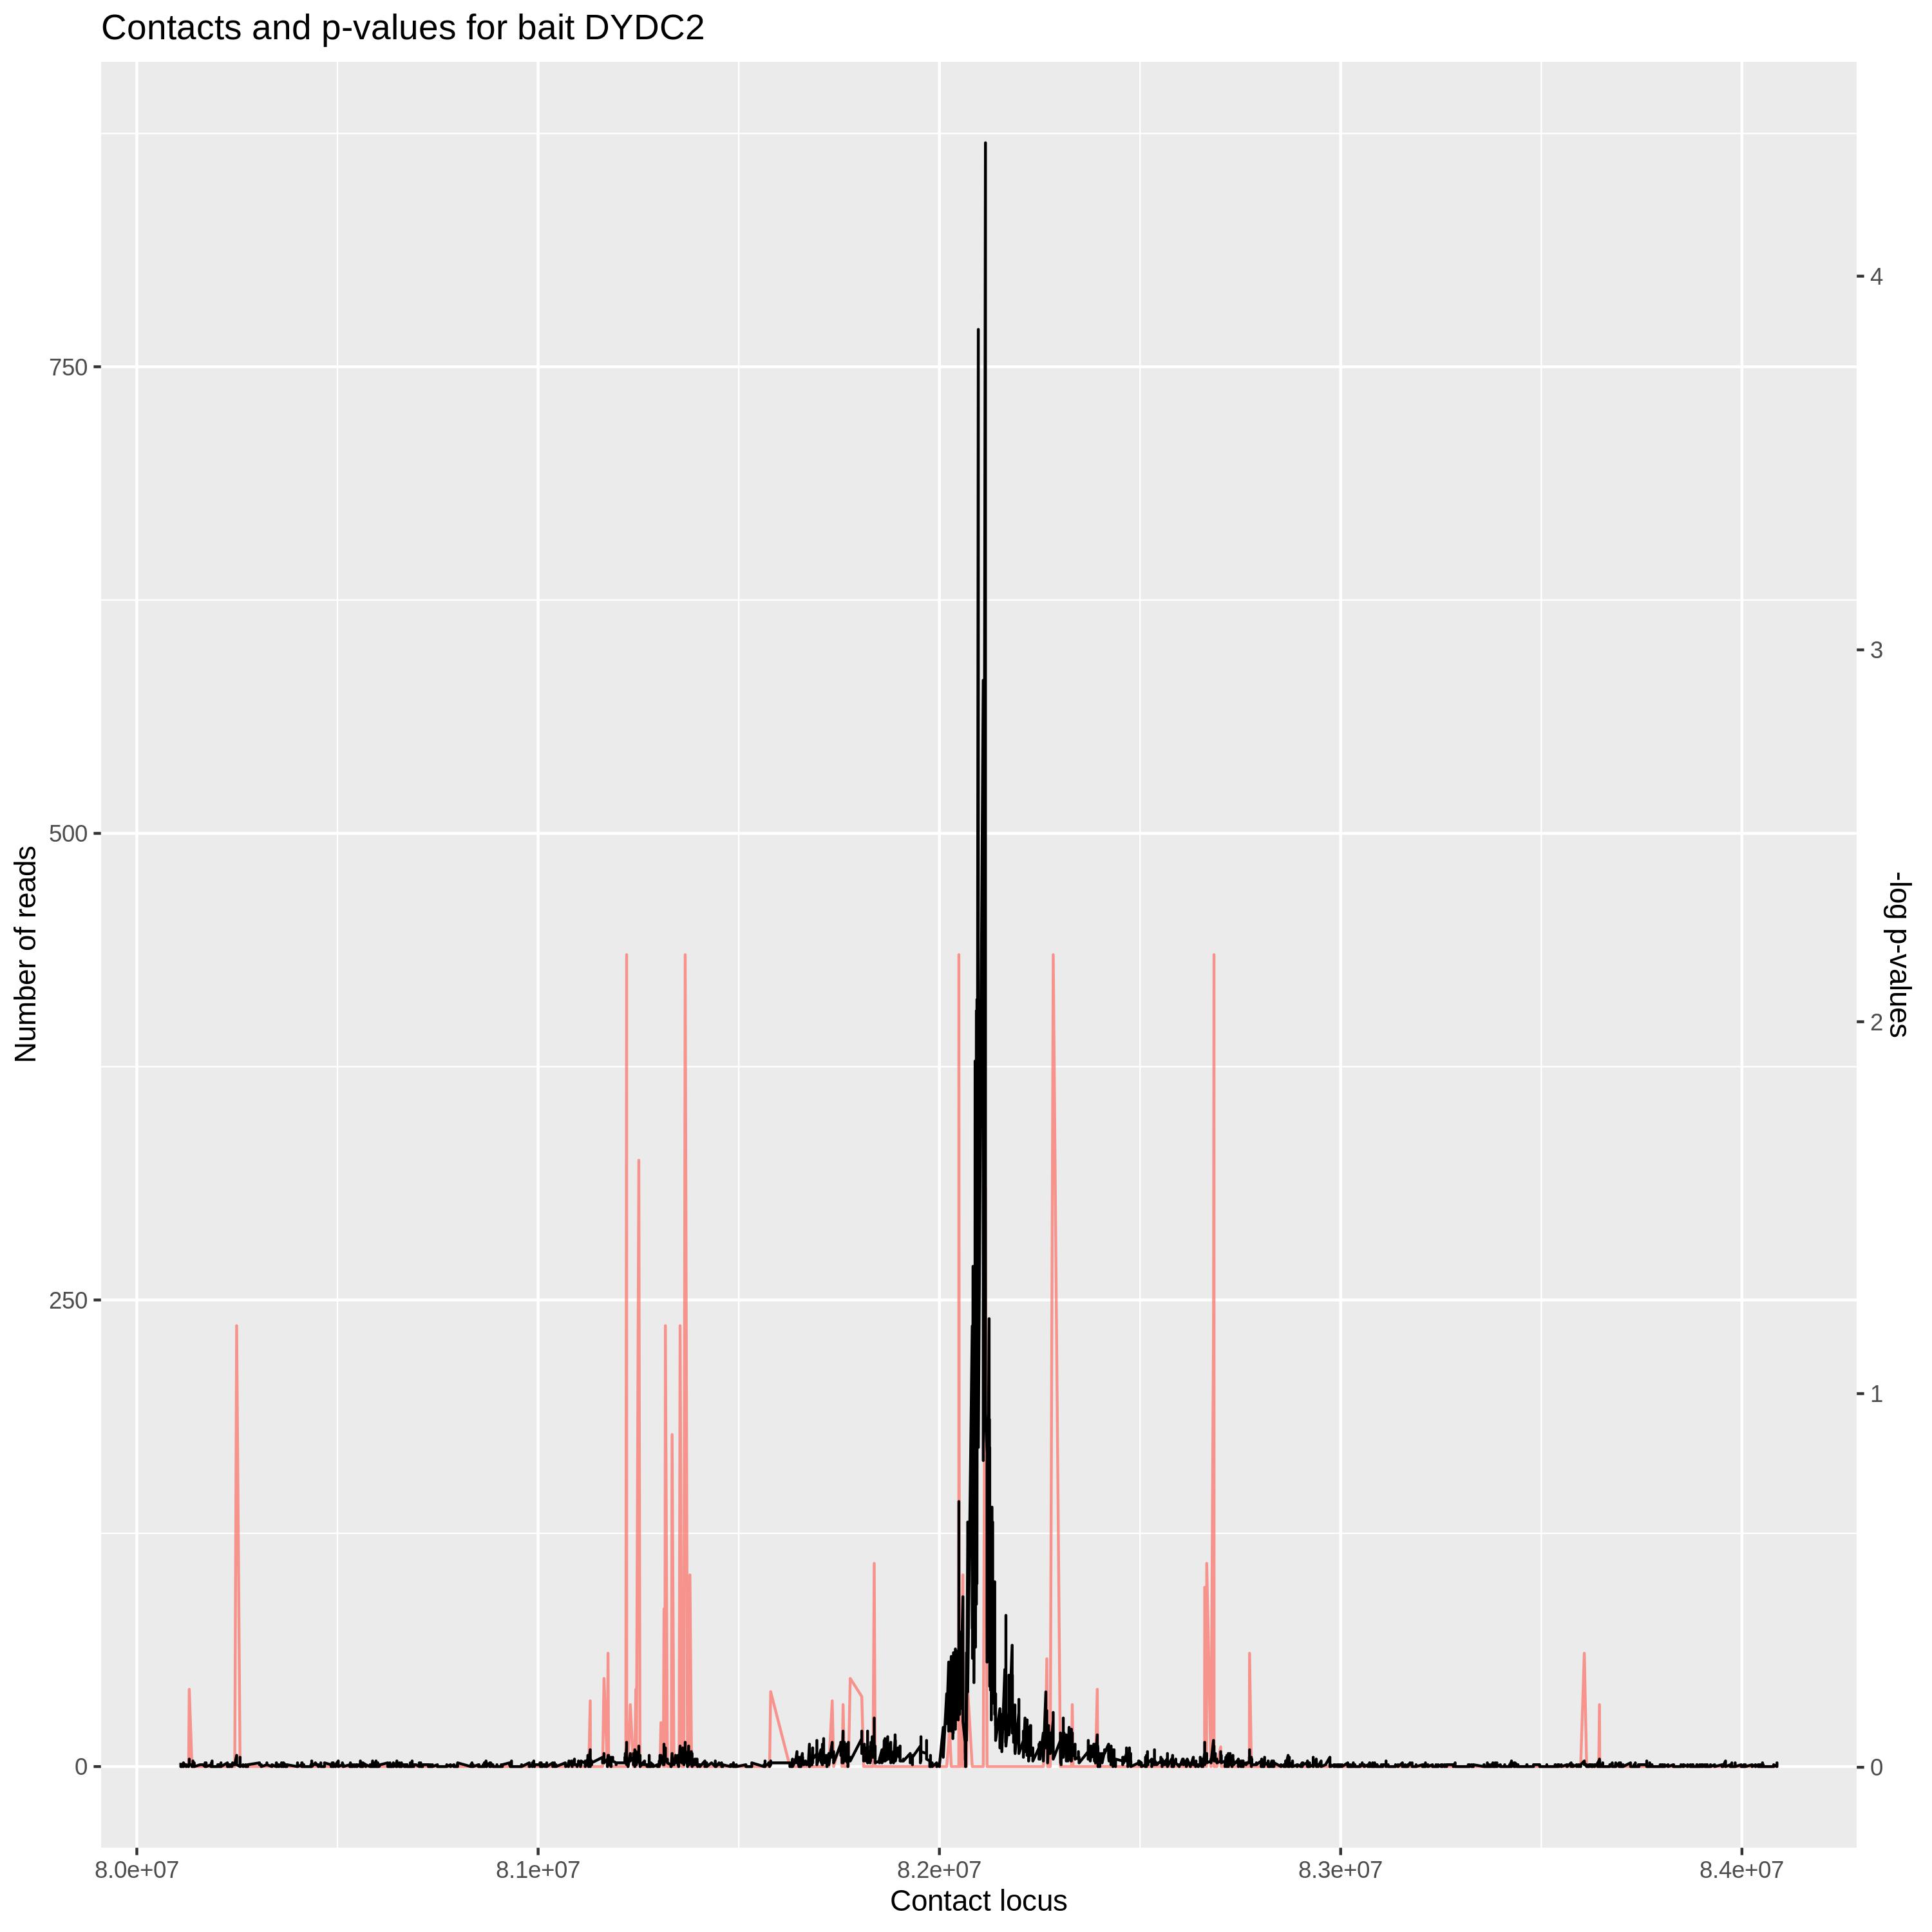 Contacts and p-values for bait DYDC2
Number of reads
750
500
250
0
4
3
2
1
0
-log p-values
8.0e+07 8.1e+07 8.2e+07 8.3e+07 8.4e+07
Contact locus